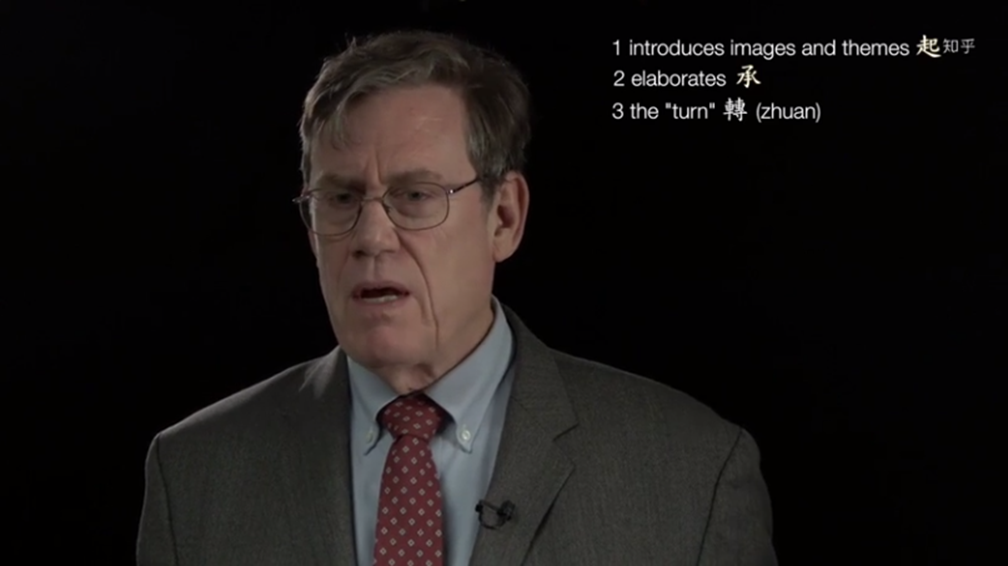 1 introduces images and themes 起 知乎
2 elaborates 承
3 the "turn" 轉 (zhuan)